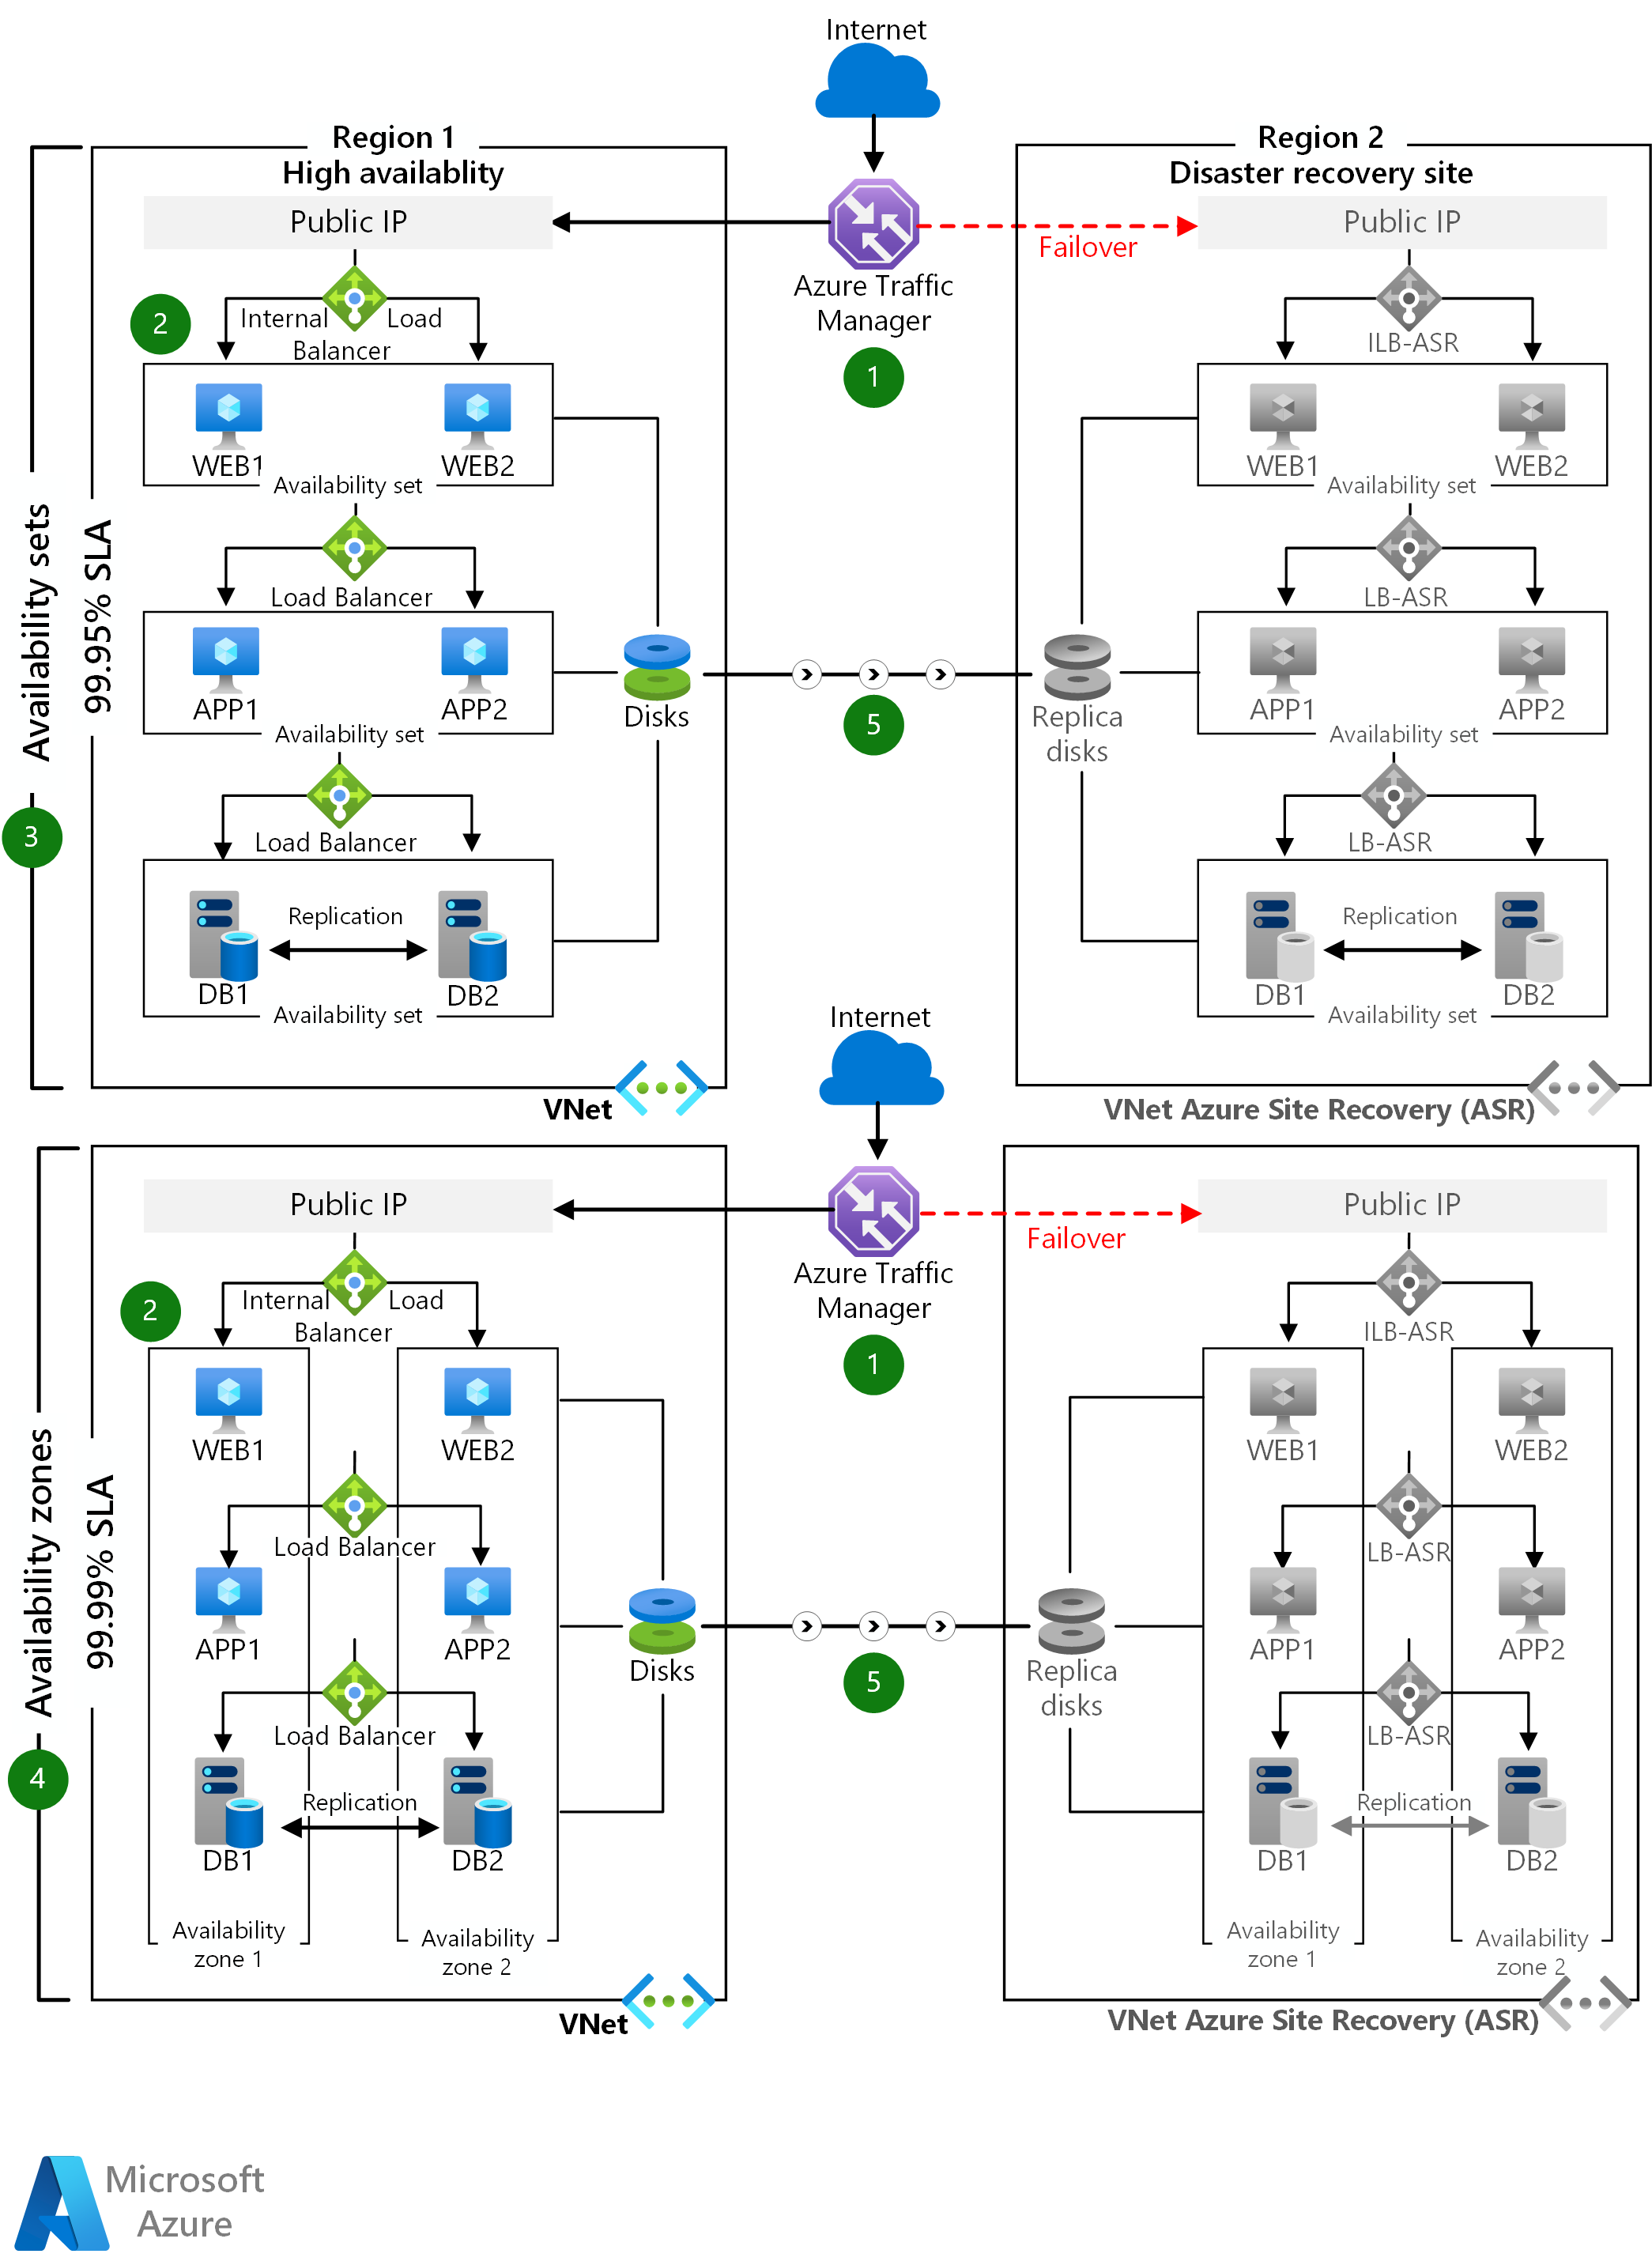 Internet
Region 1
High availablity
Region 2
Disaster recovery site
Public IP
Public IP
Failover
Azure Traffic
Manager
1
2
Internal Load
Balancer
ILB-ASR
WEB1
WEB2
Availability set
WEB1
WEB2
Availability set
Availability sets
99.95% SLA
3
Load Balancer
LB-ASR
APP1
APP2
Availability set
APP1
APP2
Availability set
Disks
5
Replica
disks
Load Balancer
LB-ASR
Replication
DB1
DB2
Availability set
Replication
DB1
DB2
Availability set
VNet
VNet Azure Site Recovery (ASR)
Internet
Public IP
Public IP
Failover
Azure Traffic
Manager
1
2
Internal Load
Balancer
ILB-ASR
WEB1
WEB2
WEB1
WEB2
Availability zones
99.99% SLA
4
Load Balancer
LB-ASR
APP1
APP2
APP1
APP2
Disks
5
Replica
disks
Load Balancer
LB-ASR
Replication
DB1
DB2
Replication
DB1
DB2
Availability
zone 1
Availability
zone 2
Availability
zone 1
Availability
zone 2
VNet
VNet Azure Site Recovery (ASR)
Microsoft
Azure